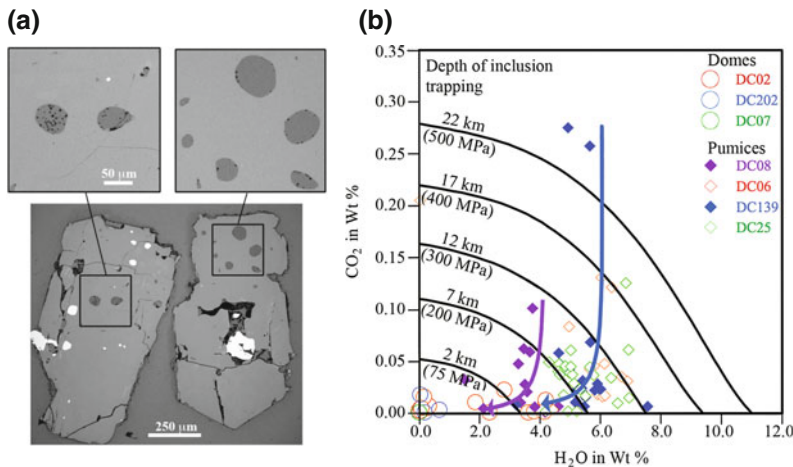 (a)
(b)
50 μm
250 μm
0.35
0.30
0.25
0.20
0.15
0.10
0.05
0.00
CO2 in Wt %
0.0
2.0
4.0
6.0
8.0
10.0
12.0
H2O in Wt %
Depth of inclusion
trapping
22 km
(500 MPa)
17 km
(400 MPa)
12 km
(300 MPa)
7 km
(200 MPa)
2 km
(75 MPa)
Domes
DC02
DC202
DC07
Pumices
DC08
DC06
DC139
DC25